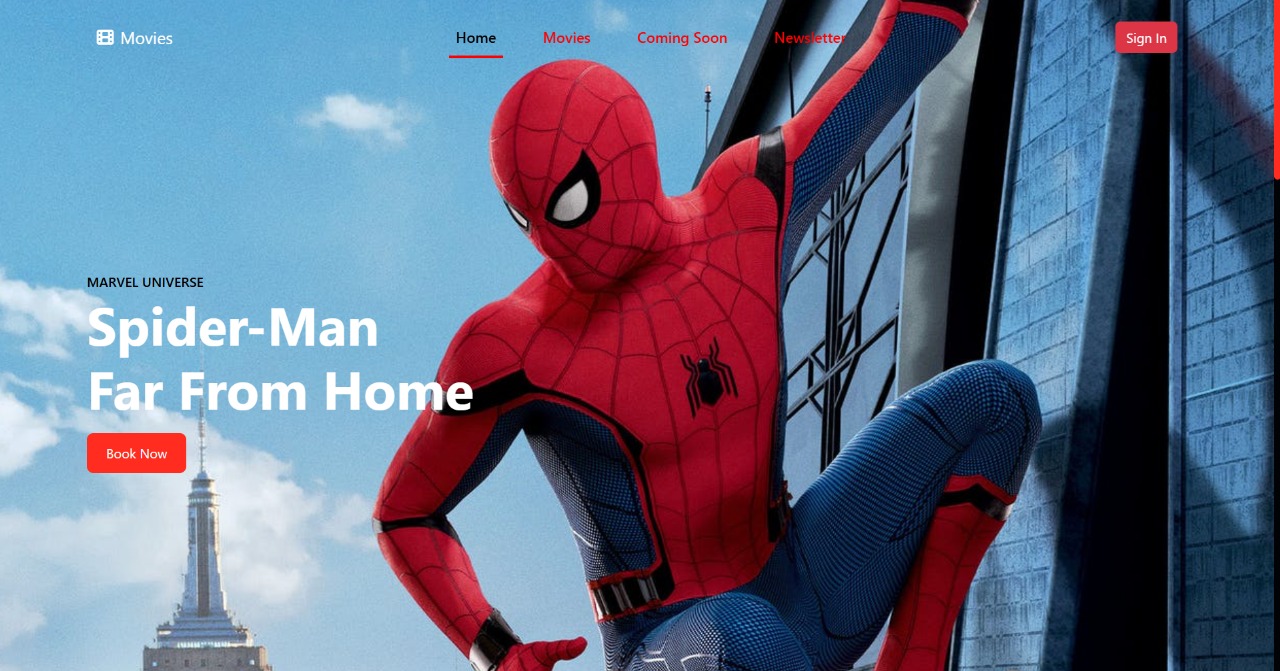 Movies
Home
Movies
Coming Soon
Newsletter
Sign In
MARVEL UNIVERSE
Spider-Man
Far From Home
Book Now